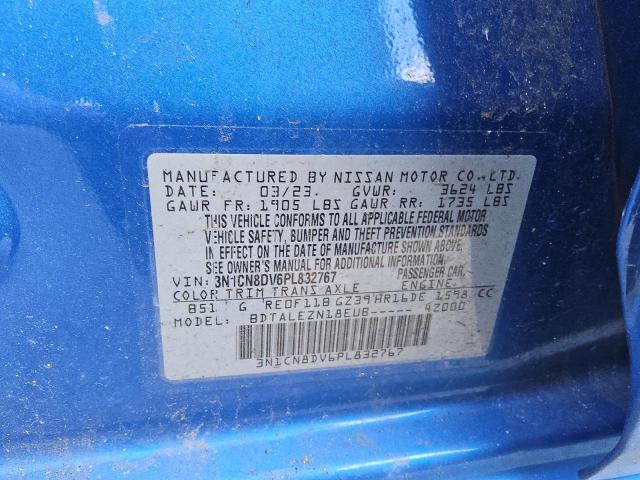 MANUFACTURED BY NISSAN MOTOR CO.,LTD.
DATE: 03/23. GVWR: 3624 LBS
GAWR FR: 1905 LBS GAWR RR: 1735 LBS
THIS VEHICLE CONFORMS TO ALL APPLICABLE FEDERAL MOTOR
VEHICLE SAFETY, BUMPER AND THEFT PREVENTION STANDARDS
IN EFFECT ON THE DATE OF MANUFACTURE SHOWN ABOVE.
SEE OWNER'S MANUAL FOR ADDITIONAL INFORMATION.
VIN: 3N1CN8DV6PL832767 PASSENGER CAR,
COLOR TRIM TRANS AXLE ENGINE:
B51 G RE0F11B GZ39 HR16DE 1598 CC
MODEL: BDTALEZN18EUB----- 42000
3N1CN8DV6PL832767